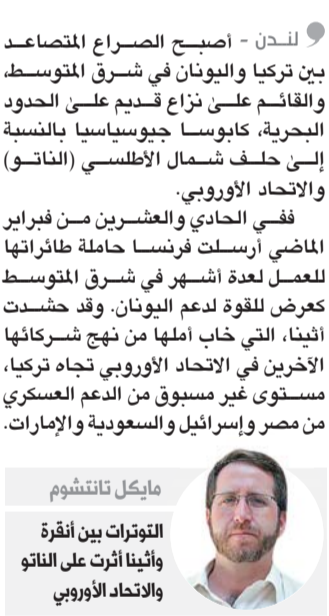 لندن - أصبح الصراع المتصاعد
بين تركيا واليونان في شرق المتوسط،
والقائم على نزاع قديم على الحدود
البحرية، كابوسا جيوسياسيا بالنسبة
إلى حلف شمال الأطلسي (الناتو)
والاتحاد الأوروبي.
ففي الحادي والعشرين من فبراير
الماضي أرسلت فرنسا حاملة طائراتها
للعمل لعدة أشهر في شرق المتوسط
كعرض للقوة لدعم اليونان. وقد حشدت
أثينا، التي خاب أملها من نهج شركائها
الآخرين في الاتحاد الأوروبي تجاه تركيا،
مستوى غير مسبوق من الدعم العسكري
من مصر وإسرائيل والسعودية والإمارات.
مايكل تانتشوم
التوترات بين أنقرة
وأثينا أثرت على الناتو
والاتحاد الأوروبي